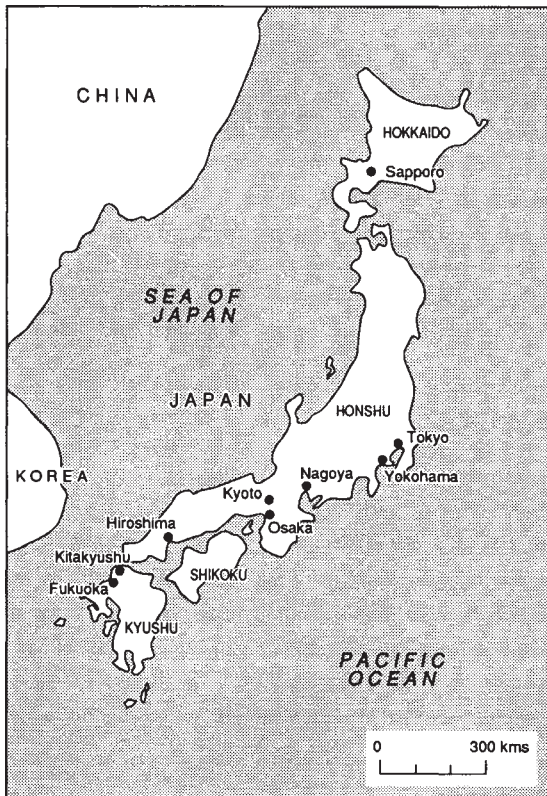 CHINA
HOKKAIDO
Sapporo
SEA OF
JAPAN
JAPAN
HONSHU
Tokyo
KOREA
Nagoya
Yokohama
Kyoto
Osaka
Hiroshima
Kitakyushu
SHIKOKU
Fukuoka
KYUSHU
PACIFIC
OCEAN
0 300 kms